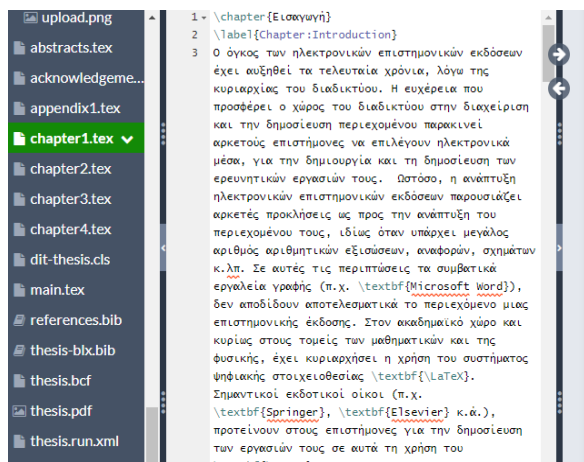 upload.png
abstracts.tex
acknowledgeme...
appendix1.tex
chapter1.tex
chapter2.tex
chapter3.tex
chapter4.tex
dit-thesis.cls
main.tex
references.bib
thesis-blx.bib
thesis.bcf
thesis.pdf
thesis.run.xml
1 \chapter{Εισαγωγή}
2 \label{Chapter:Introduction}
3 Ο όγκος των ηλεκτρονικών επιστημονικών εκδόσεων
έχει αυξηθεί τα τελευταία χρόνια, λόγω της
κυριαρχίας του διαδικτύου. Η ευχέρεια που
προσφέρει ο χώρος του διαδικτύου στην διαχείριση
και την δημοσίευση περιεχομένου παρακινεί
αρκετούς επιστήμονες να επιλέγουν ηλεκτρονικά
μέσα, για την δημιουργία και τη δημοσίευση των
ερευνητικών εργασιών τους. Ωστόσο, η ανάπτυξη
ηλεκτρονικών επιστημονικών εκδόσεων παρουσιάζει
αρκετές προκλήσεις ως προς την ανάπτυξη του
περιεχομένου τους, ιδίως όταν υπάρχει μεγάλος
αριθμός αριθμητικών εξισώσεων, αναφορών, σχημάτων
κ.λπ. Σε αυτές τις περιπτώσεις τα συμβατικά
εργαλεία γραφής (π.χ. \textbf{Microsoft Word}),
δεν αποδίδουν αποτελεσματικά το περιεχόμενο μιας
επιστημονικής έκδοσης. Στον ακαδημαϊκό χώρο και
κυρίως στους τομείς των μαθηματικών και της
φυσικής, έχει κυριαρχήσει η χρήση του συστήματος
ψηφιακής στοιχειοθεσίας \textbf{\LaTeX}.
Σημαντικοί εκδοτικοί οίκοι (π.χ.
\textbf{Springer}, \textbf{Elsevier} κ.ά.),
προτείνουν στους επιστήμονες για την δημοσίευση
των εργασιών τους σε αυτά τη χρήση του